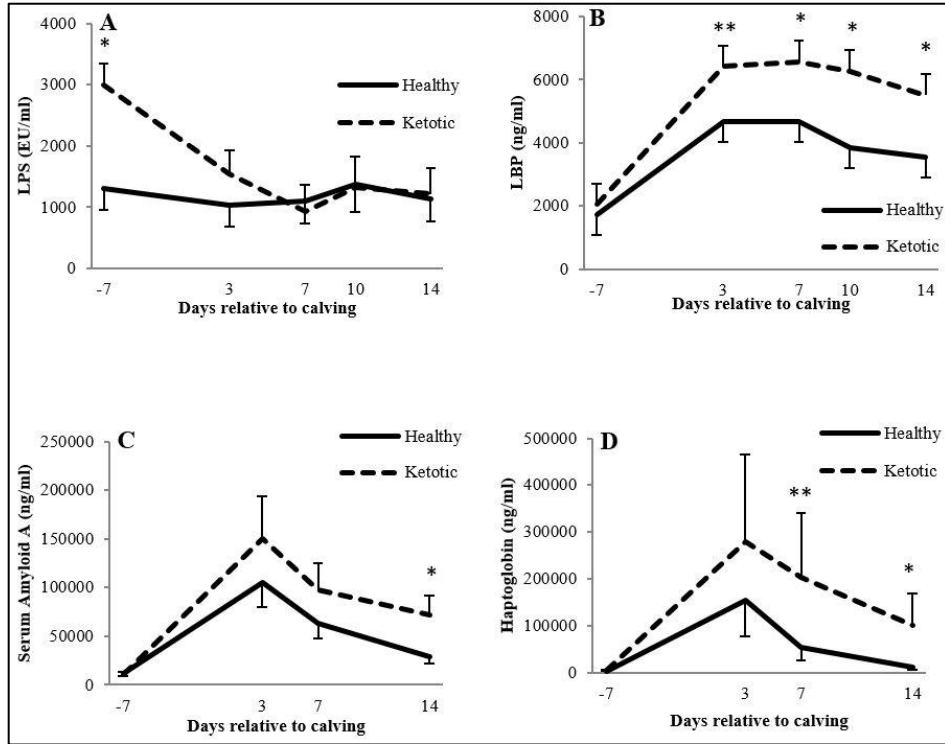 A
LPS (EU/ml)
4000
3000
2000
1000
0
*
Healthy
Ketotic
-7 3 7 10 14
Days relative to calving
B
LBP (ng/ml)
8000
6000
4000
2000
0
** * * *
Healthy
Ketotic
-7 3 7 10 14
Days relative to calving
C
Serum Amyloid A (ng/ml)
250000
200000
150000
100000
50000
0
Healthy
Ketotic
*
-7 3 7 14
Days relative to calving
D
Haptoglobin (ng/ml)
500000
400000
300000
200000
100000
0
Healthy
Ketotic
** *
-7 3 7 14
Days relative to calving